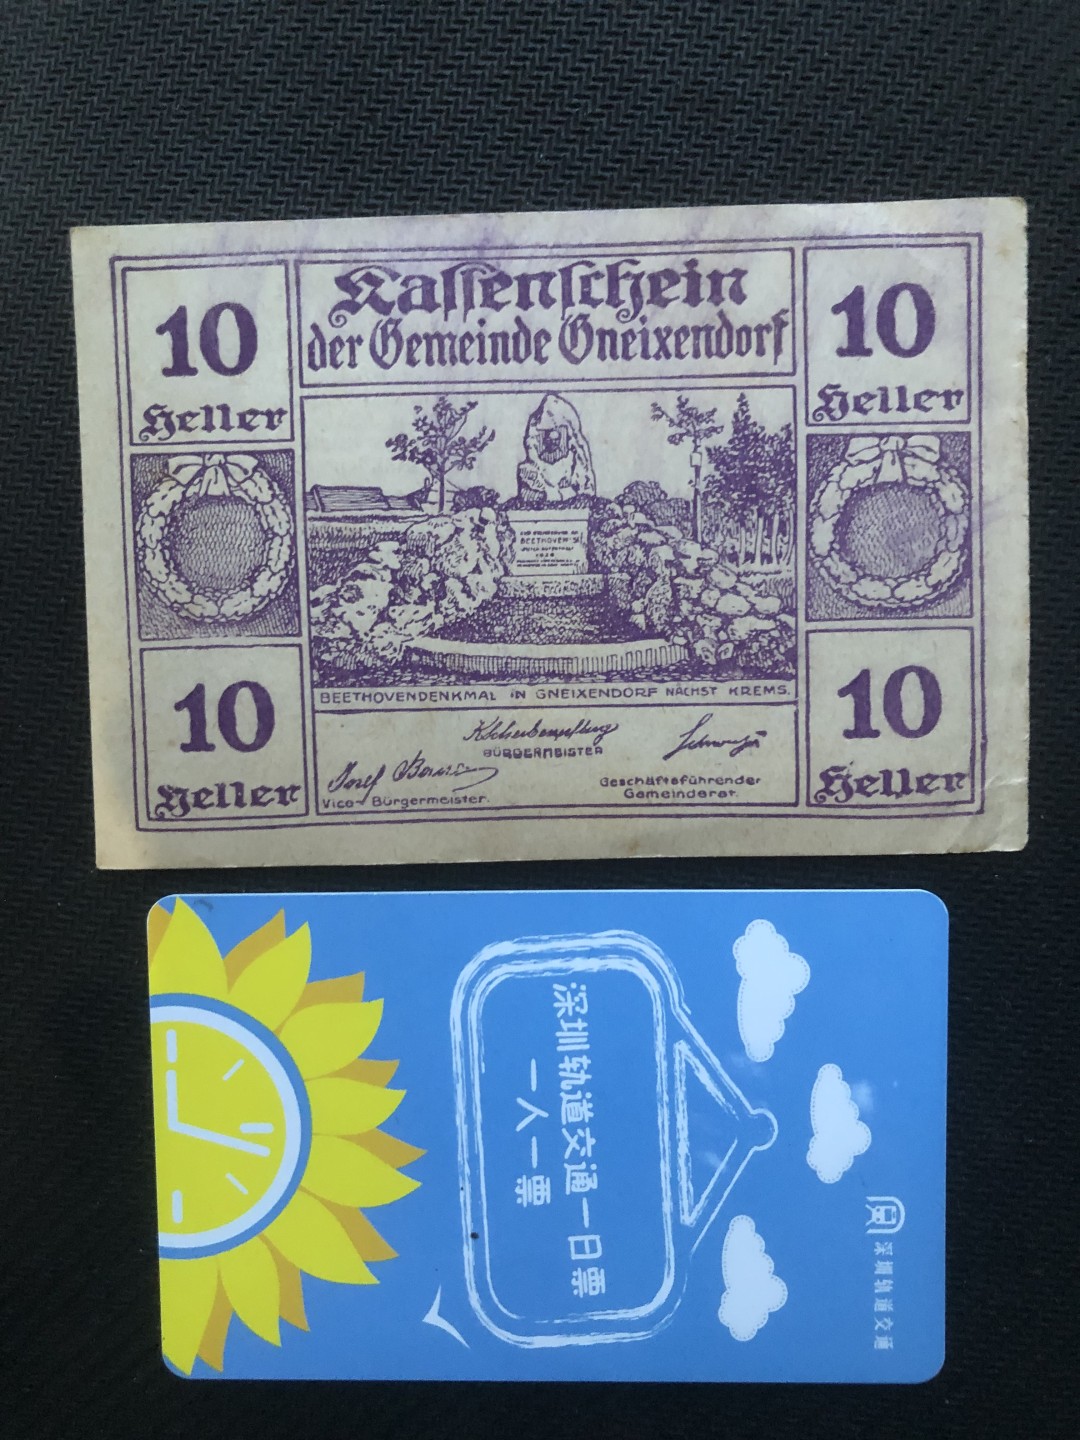 10
Heller
Kassenschein
der Gemeinde Gneixendorf
10
Heller
BEETHOVEN'S
BEETHOVENDENKMAL IN GNEIXENDORF NÄCHST KREMS.
BÜRGERMEISTER
Josef
Vice-Bürgermeister.
Geschäftsführender
Gemeinderat.
10
Heller
10
Heller
深圳轨道交通一日票
一人一票
深圳轨道交通